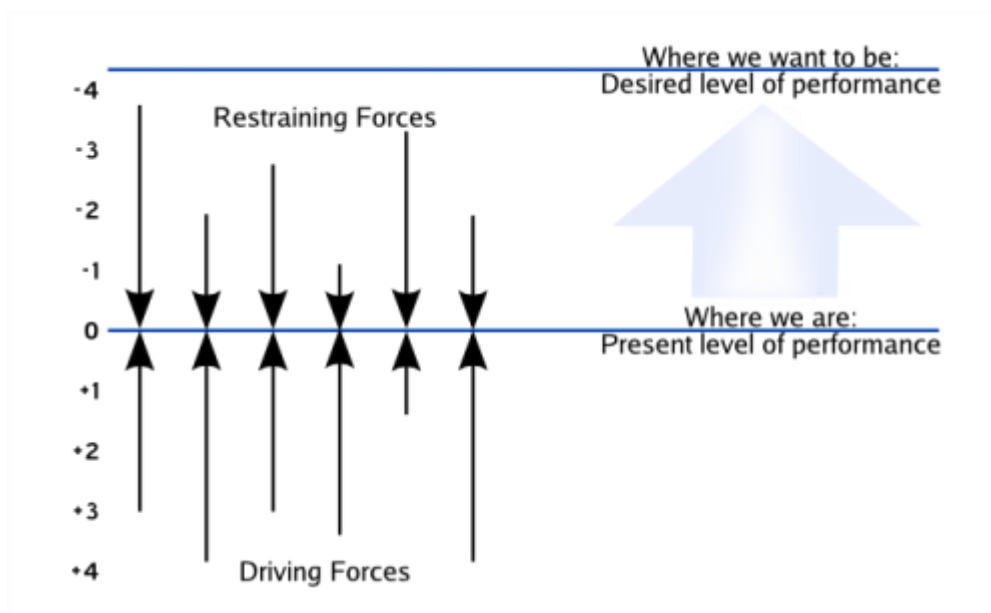 Where we want to be:
Desired level of performance
-4
Restraining Forces
-3
-2
-1
Where we are:
0
Present level of performance
+1
+2
+3
+4
Driving Forces